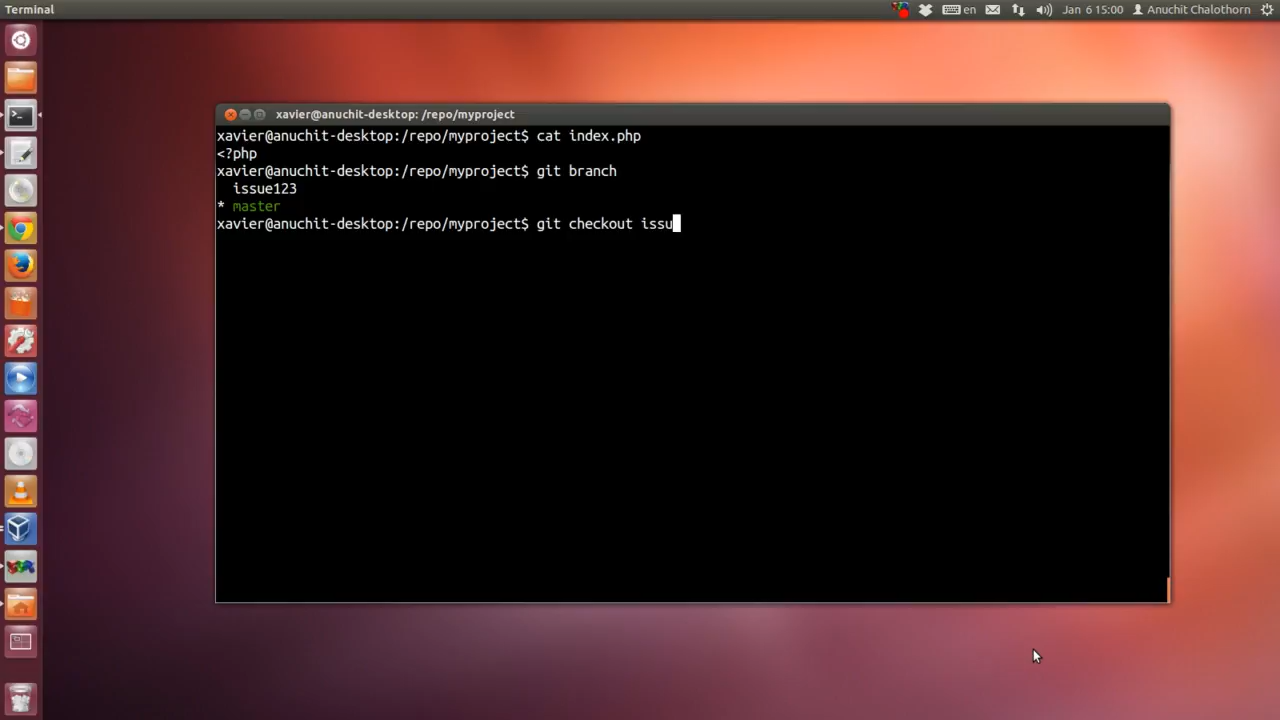 Terminal
en
Jan 6 15:00
Anuchit Chalothorn
xavier@anuchit-desktop: /repo/myproject
xavier@anuchit-desktop:/repo/myproject$ cat index.php
<?php
xavier@anuchit-desktop:/repo/myproject$ git branch
  issue123
* master
xavier@anuchit-desktop:/repo/myproject$ git checkout issu